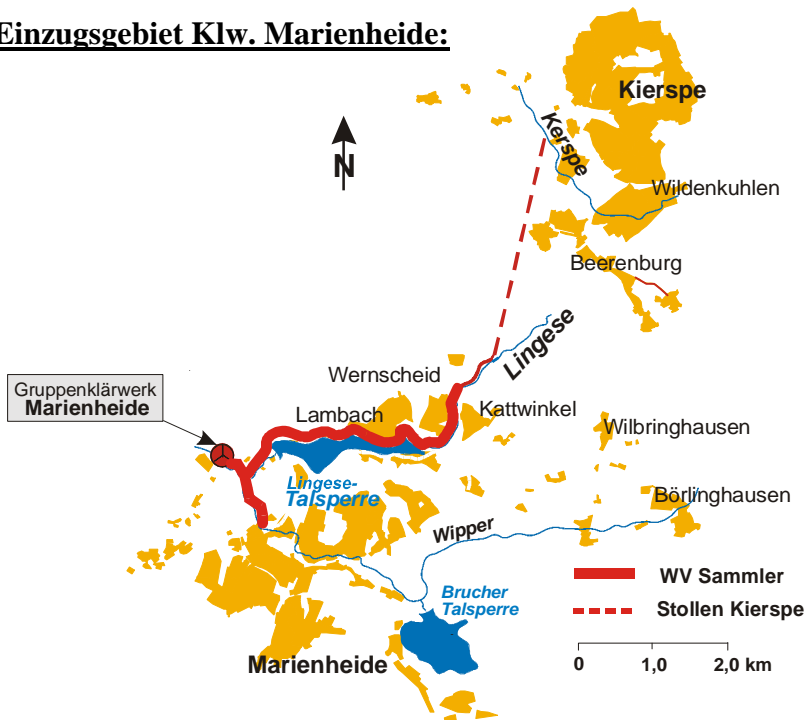 Einzugsgebiet Klw. Marienheide:
Kierspe
N
Kerspe
Wildenkuhlen
Beerenburg
Lingese
Wernscheid
Gruppenklärwerk
Marienheide
Lambach
Kattwinkel
Wilbringhausen
Lingese-
Talsperre
Börlinghausen
Wipper
WV Sammler
Brucher
Talsperre
Stollen Kierspe
Marienheide
0 1,0 2,0 km